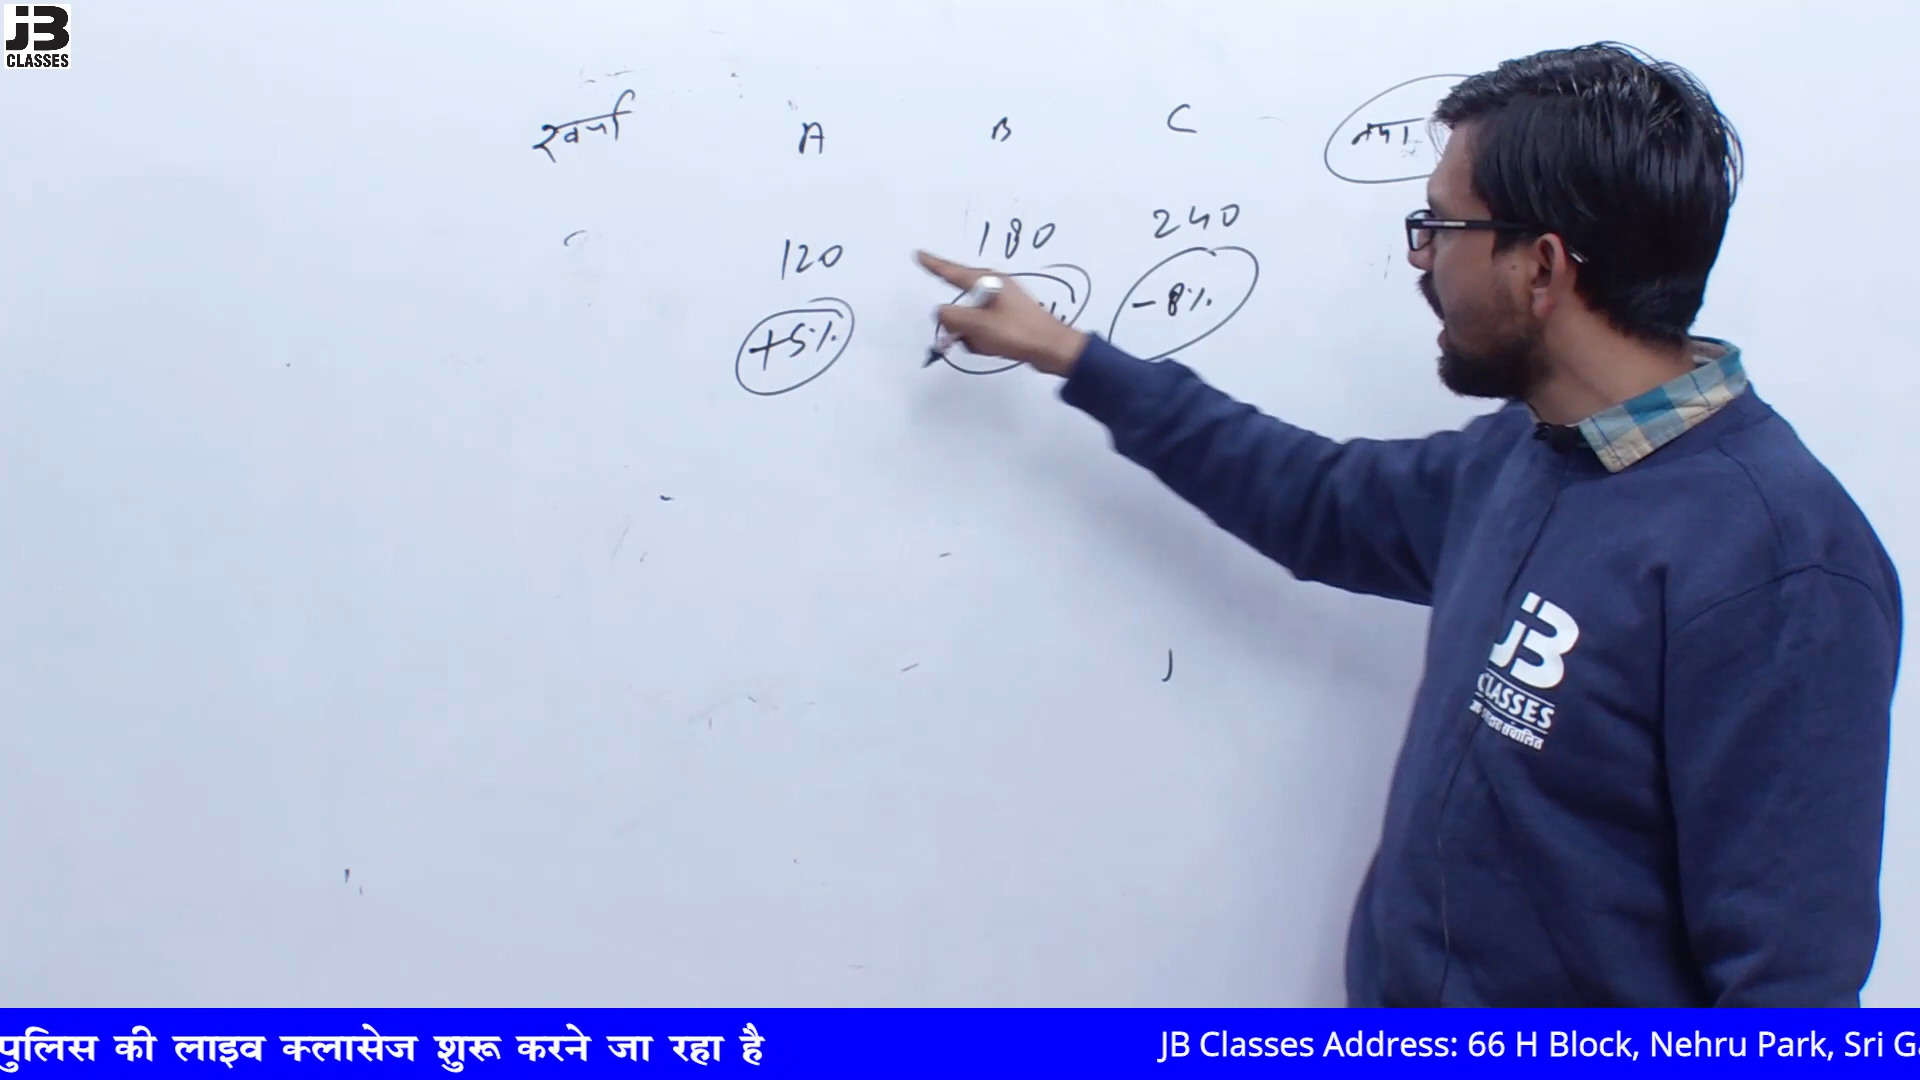 JB
CLASSES
खर्चा A B C
120 180 240
+5% % -8%
JB
CLASSES
पुलिस की लाइव क्लासेज शुरू करने जा रहा है
JB Classes Address: 66 H Block, Nehru Park, Sri Ga